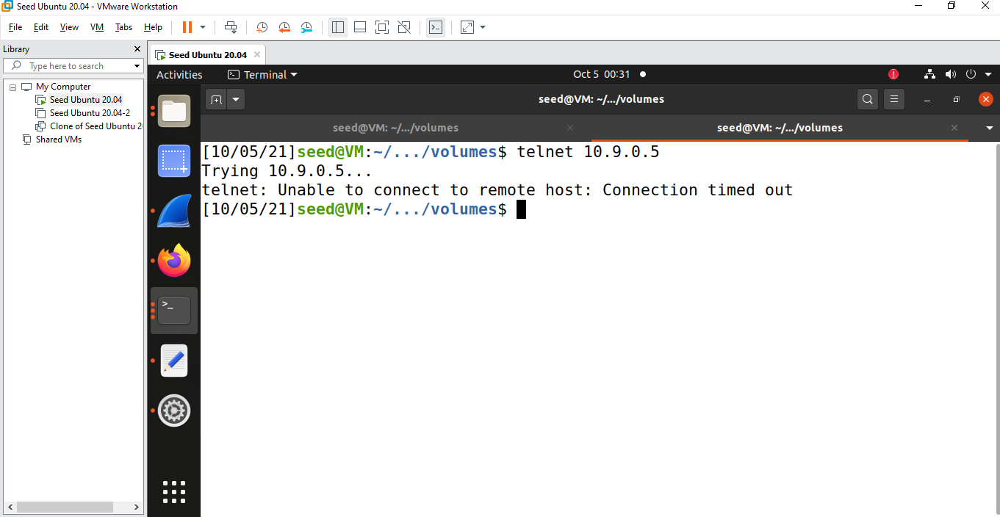 Seed Ubuntu 20.04 - VMware Workstation
File Edit View VM Tabs Help
Library
Type here to search
My Computer
Seed Ubuntu 20.04
Seed Ubuntu 20.04-2
Clone of Seed Ubuntu 2
Shared VMs
Seed Ubuntu 20.04
Activities Terminal Oct 5 00:31
seed@VM: ~/.../volumes
seed@VM: ~/.../volumes seed@VM: ~/.../volumes
[10/05/21]seed@VM:~/.../volumes$ telnet 10.9.0.5
Trying 10.9.0.5...
telnet: Unable to connect to remote host: Connection timed out
[10/05/21]seed@VM:~/.../volumes$